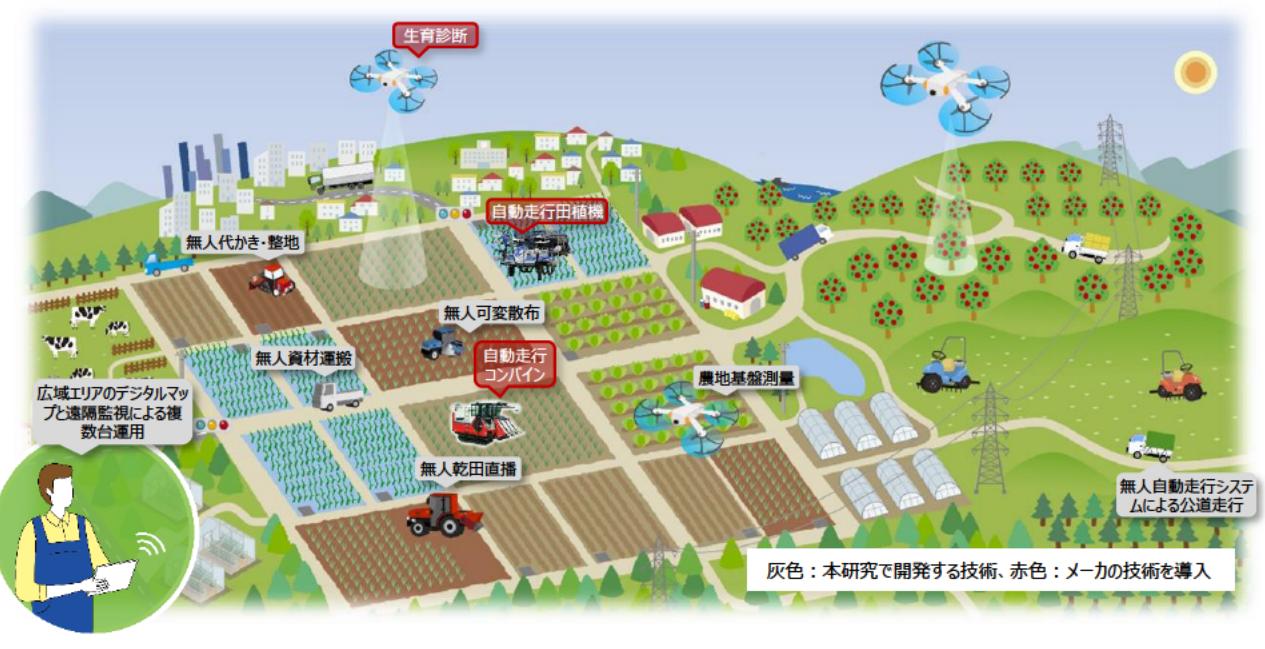 生育診断
自動走行田植機
無人代かき・整地
無人可変散布
無人資材運搬
自動走行
コンバイン
農地基盤測量
広域エリアのデジタルマッ
プと遠隔監視による複
数台運用
無人乾田直播
無人自動走行システ
ムによる公道走行
灰色：本研究で開発する技術、赤色：メーカの技術を導入